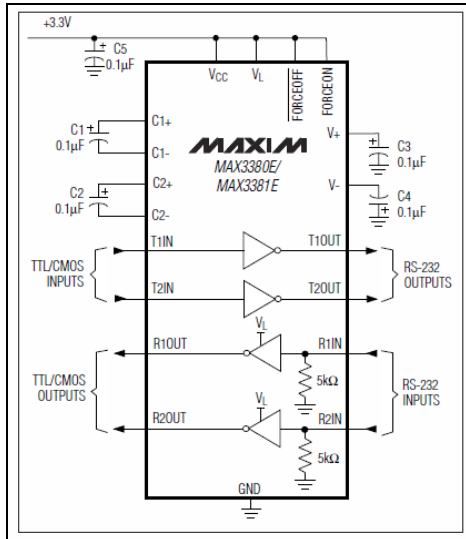 +3.3V
C5
0.1µF
VCC
VL
FORCEOFF
FORCEON
C1+
C1
0.1µF
C1-
C2+
C2
0.1µF
C2-
MAXIM
MAX3380E/
MAX3381E
V+
C3
0.1µF
V-
C4
0.1µF
TTL/CMOS
INPUTS
T1IN
T1OUT
T2IN
T2OUT
RS-232
OUTPUTS
TTL/CMOS
OUTPUTS
R1OUT
VL
R1IN
5kΩ
R2OUT
VL
R2IN
5kΩ
RS-232
INPUTS
GND